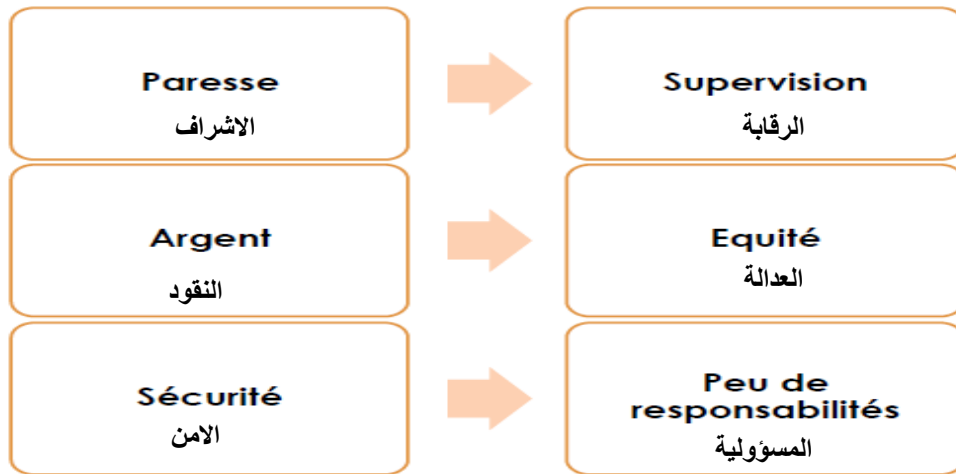 Paresse
الاشراف
Supervision
الرقابة
Argent
النقود
Equité
العدالة
Sécurité
الامن
Peu de
responsabilités
المسؤولية